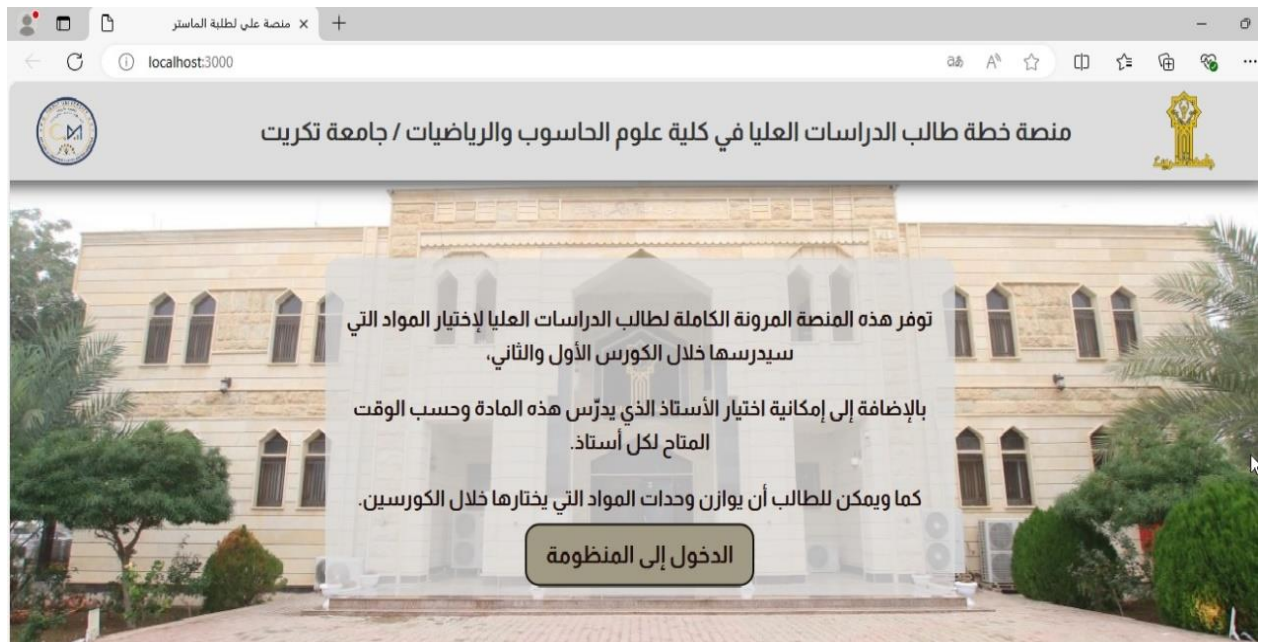 منصة علي لطلبة الماستر
localhost:3000
منصة خطة طالب الدراسات العليا في كلية علوم الحاسوب والرياضيات / جامعة تكريت
توفر هذه المنصة المرونة الكاملة لطالب الدراسات العليا لإختيار المواد التي
سيدرسها خلال الكورس الأول والثاني،
بالإضافة إلى إمكانية اختيار الأستاذ الذي يدرّس هذه المادة وحسب الوقت
المتاح لكل أستاذ.
كما ويمكن للطالب أن يوازن وحدات المواد التي يختارها خلال الكورسين.
الدخول إلى المنظومة